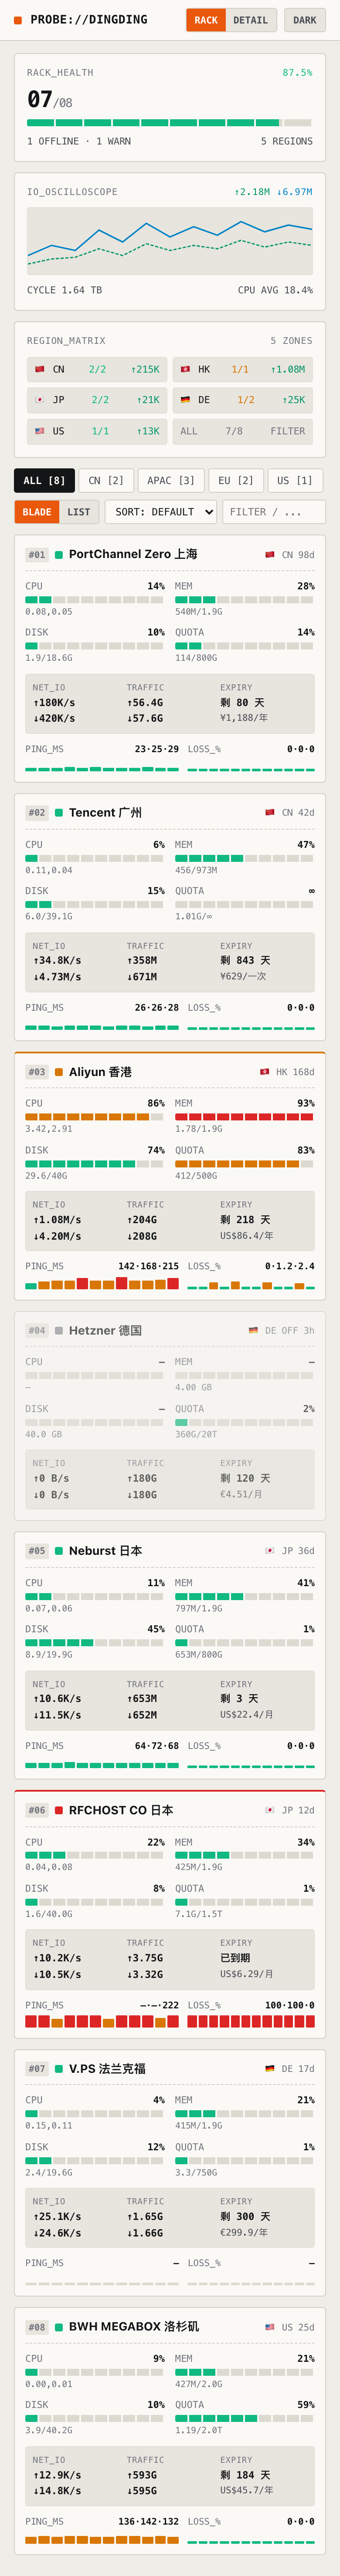 PROBE://DINGDING RACK DETAIL DARK
RACK_HEALTH 87.5%
07/08
1 OFFLINE · 1 WARN 5 REGIONS
IO_OSCILLOSCOPE ↑2.18M ↓6.97M
CYCLE 1.64 TB CPU AVG 18.4%
REGION_MATRIX 5 ZONES
CN 2/2 ↑215K HK 1/1 ↑1.08M
JP 2/2 ↑21K DE 1/2 ↑25K
US 1/1 ↑13K ALL 7/8 FILTER
ALL [8] CN [2] APAC [3] EU [2] US [1]
BLADE LIST SORT: DEFAULT FILTER / ...
#01 PortChannel Zero 上海 CN 98d
CPU 14% MEM 28%
0.08,0.05 540M/1.9G
DISK 10% QUOTA 14%
1.9/18.6G 114/800G
NET_IO TRAFFIC EXPIRY
↑180K/s ↑56.4G 剩 80 天
↓420K/s ↓57.6G ¥1,188/年
PING_MS 23·25·29 LOSS_% 0·0·0
#02 Tencent 广州 CN 42d
CPU 6% MEM 47%
0.11,0.04 456/973M
DISK 15% QUOTA ∞
6.0/39.1G 1.01G/∞
NET_IO TRAFFIC EXPIRY
↑34.8K/s ↑358M 剩 843 天
↓4.73M/s ↓671M ¥629/一次
PING_MS 26·26·28 LOSS_% 0·0·0
#03 Aliyun 香港 HK 168d
CPU 86% MEM 93%
3.42,2.91 1.78/1.9G
DISK 74% QUOTA 83%
29.6/40G 412/500G
NET_IO TRAFFIC EXPIRY
↑1.08M/s ↑204G 剩 218 天
↓4.20M/s ↓208G US$86.4/年
PING_MS 142·168·215 LOSS_% 0·1.2·2.4
#04 Hetzner 德国 DE OFF 3h
CPU — MEM —
— 4.00 GB
DISK — QUOTA 2%
40.0 GB 360G/20T
NET_IO TRAFFIC EXPIRY
↑0 B/s ↑180G 剩 120 天
↓0 B/s ↓180G €4.51/月
#05 Neburst 日本 JP 36d
CPU 11% MEM 41%
0.07,0.06 797M/1.9G
DISK 45% QUOTA 1%
8.9/19.9G 653M/800G
NET_IO TRAFFIC EXPIRY
↑10.6K/s ↑653M 剩 3 天
↓11.5K/s ↓652M US$22.4/月
PING_MS 64·72·68 LOSS_% 0·0·0
#06 RFCHOST CO 日本 JP 12d
CPU 22% MEM 34%
0.04,0.08 425M/1.9G
DISK 8% QUOTA 1%
1.6/40.0G 7.1G/1.5T
NET_IO TRAFFIC EXPIRY
↑10.2K/s ↑3.75G 已到期
↓10.5K/s ↓3.32G US$6.29/月
PING_MS —·—·222 LOSS_% 100·100·0
#07 V.PS 法兰克福 DE 17d
CPU 4% MEM 21%
0.15,0.11 415M/1.9G
DISK 12% QUOTA 1%
2.4/19.6G 3.3/750G
NET_IO TRAFFIC EXPIRY
↑25.1K/s ↑1.65G 剩 300 天
↓24.6K/s ↓1.66G €299.9/年
PING_MS — LOSS_% —
#08 BWH MEGABOX 洛杉矶 US 25d
CPU 9% MEM 21%
0.00,0.01 427M/2.0G
DISK 10% QUOTA 59%
3.9/40.2G 1.19/2.0T
NET_IO TRAFFIC EXPIRY
↑12.9K/s ↑593G 剩 184 天
↓14.8K/s ↓595G US$45.7/年
PING_MS 136·142·132 LOSS_% 0·0·0